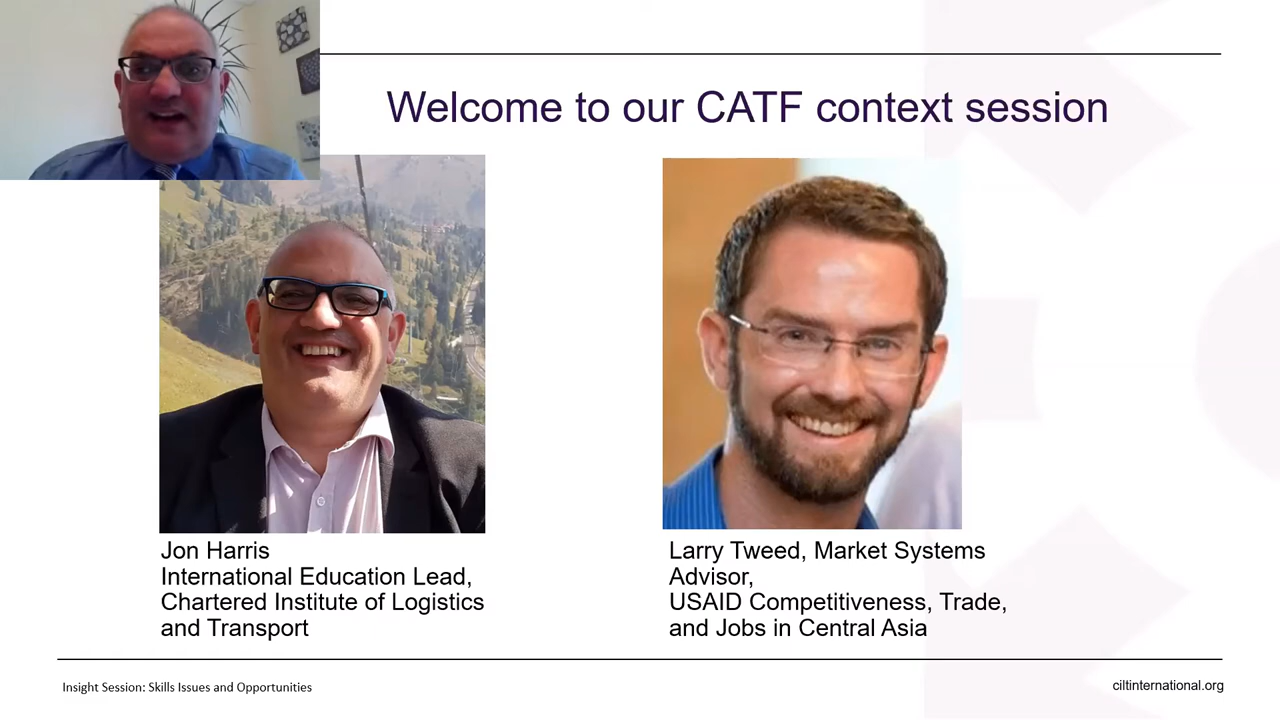 Welcome to our CATF context session
Jon Harris
International Education Lead,
Chartered Institute of Logistics
and Transport
Larry Tweed, Market Systems
Advisor,
USAID Competitiveness, Trade,
and Jobs in Central Asia
Insight Session: Skills Issues and Opportunities
ciltinternational.org